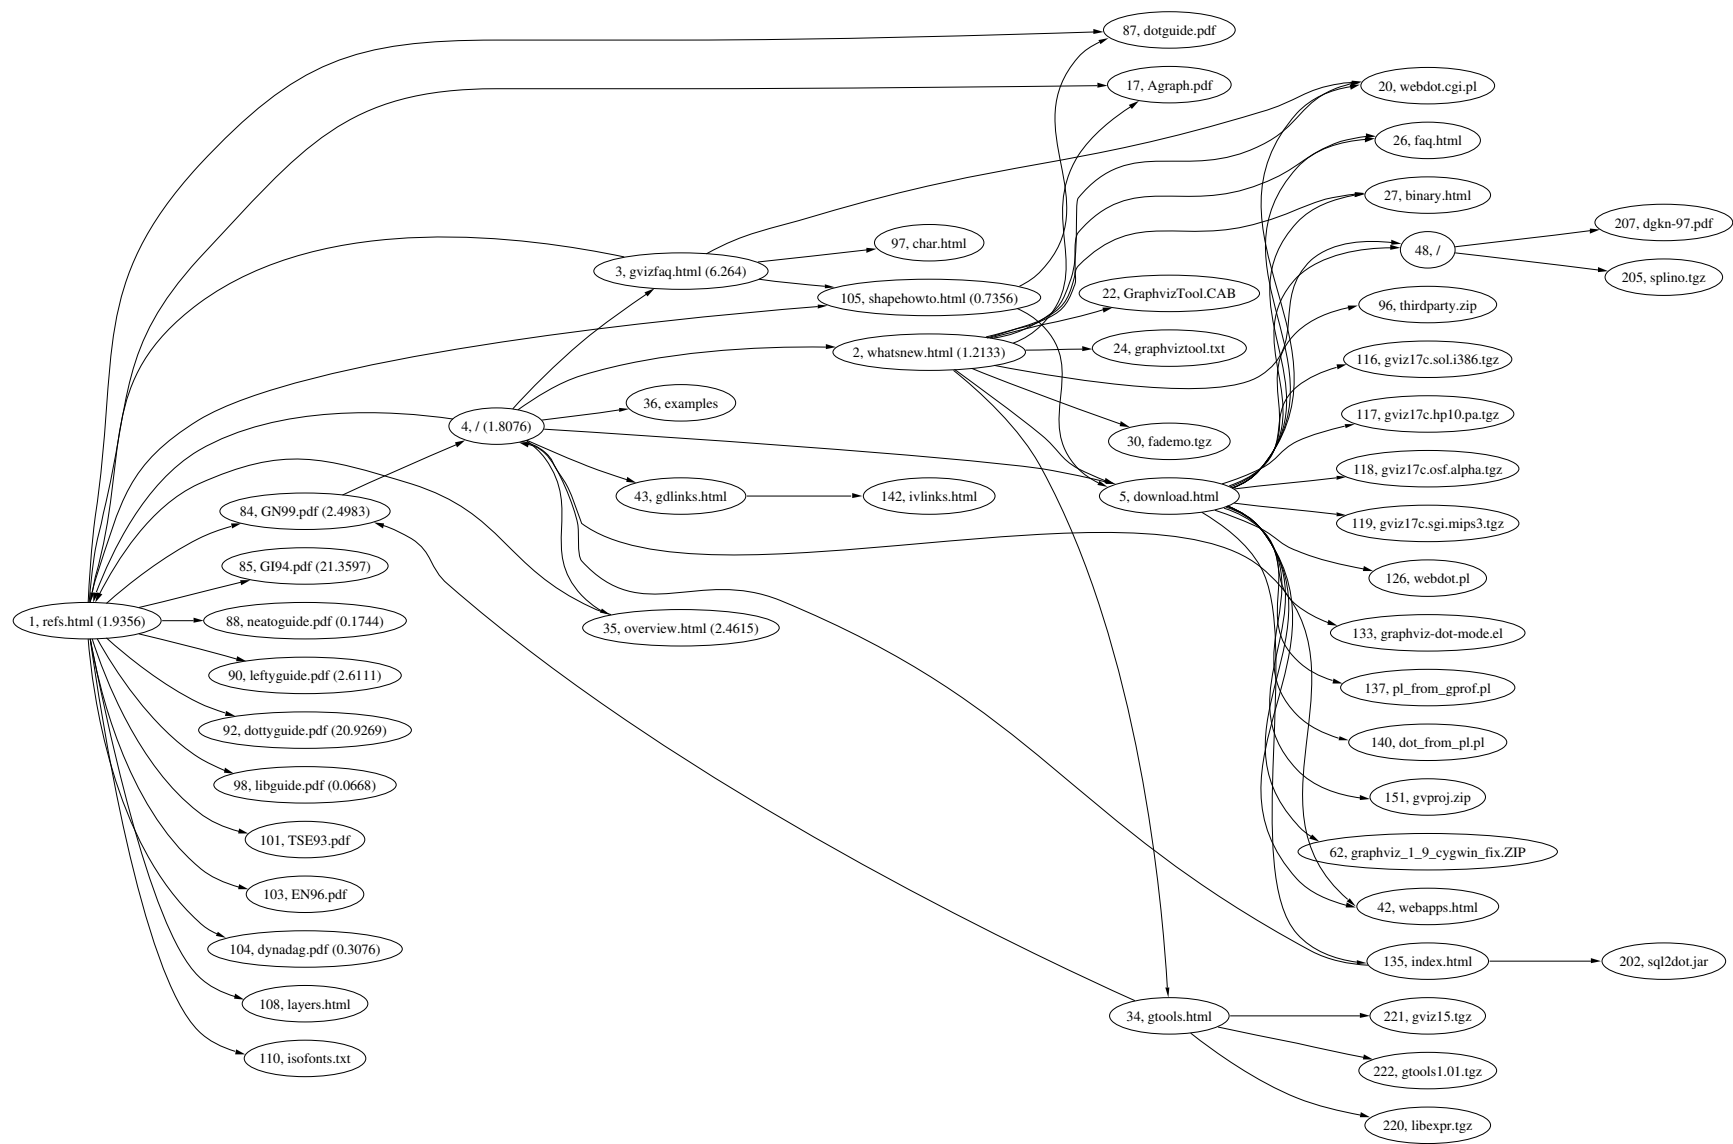 87, dotguide.pdf
17, Agraph.pdf
20, webdot.cgi.pl
26, faq.html
27, binary.html
207, dgkn-97.pdf
97, char.html
48, /
3, gvizfaq.html (6.264)
205, splino.tgz
22, GraphvizTool.CAB
105, shapehowto.html (0.7356)
96, thirdparty.zip
24, graphviztool.txt
2, whatsnew.html (1.2133)
116, gviz17c.sol.i386.tgz
36, examples
117, gviz17c.hp10.pa.tgz
4, / (1.8076)
30, fademo.tgz
118, gviz17c.osf.alpha.tgz
43, gdlinks.html
142, ivlinks.html
5, download.html
84, GN99.pdf (2.4983)
119, gviz17c.sgi.mips3.tgz
85, GI94.pdf (21.3597)
126, webdot.pl
1, refs.html (1.9356)
88, neatoguide.pdf (0.1744)
35, overview.html (2.4615)
133, graphviz-dot-mode.el
90, leftyguide.pdf (2.6111)
137, pl_from_gprof.pl
92, dottyguide.pdf (20.9269)
140, dot_from_pl.pl
98, libguide.pdf (0.0668)
151, gvproj.zip
101, TSE93.pdf
62, graphviz_1_9_cygwin_fix.ZIP
103, EN96.pdf
42, webapps.html
104, dynadag.pdf (0.3076)
135, index.html
202, sql2dot.jar
108, layers.html
34, gtools.html
221, gviz15.tgz
110, isofonts.txt
222, gtools1.01.tgz
220, libexpr.tgz